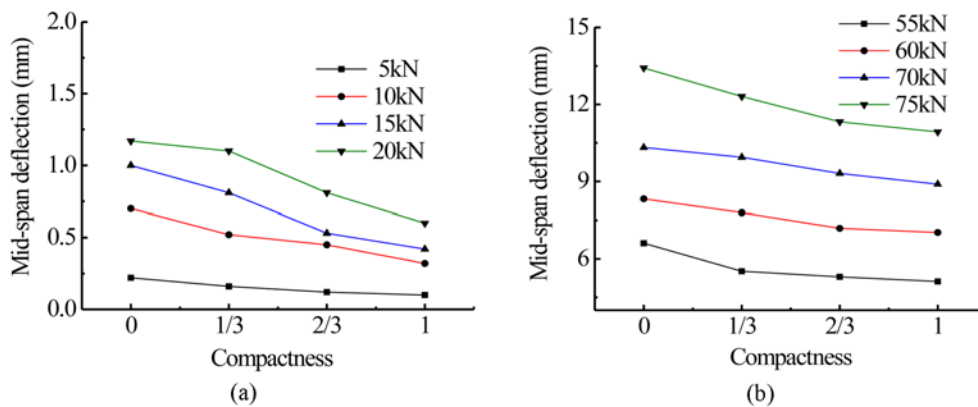 2.0
1.5
1.0
0.5
0.0
Mid-span deflection (mm)
5kN
10kN
15kN
20kN
0 1/3 2/3 1
Compactness
(a)
15
12
9
6
Mid-span deflection (mm)
55kN
60kN
70kN
75kN
0 1/3 2/3 1
Compactness
(b)